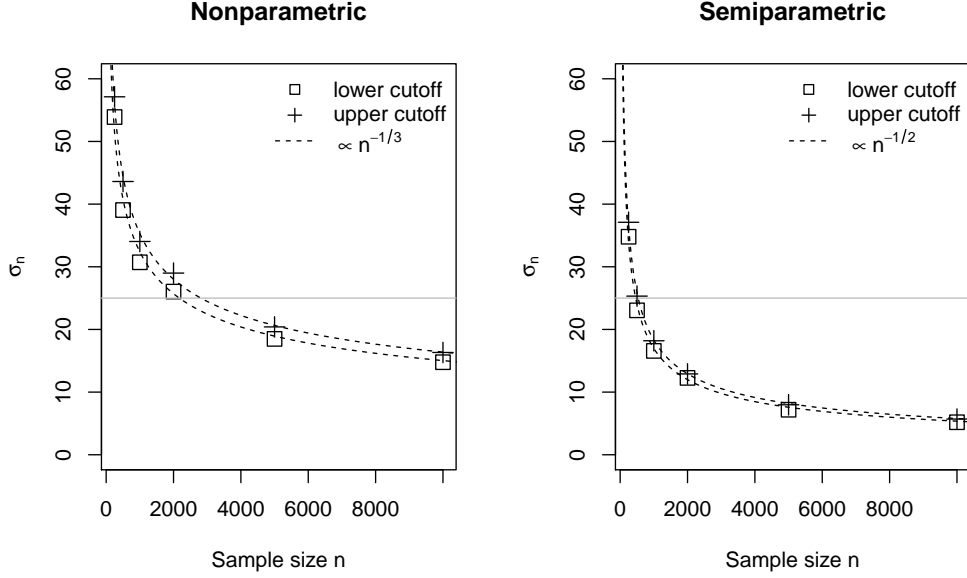 Nonparametric
σn
60
50
40
30
20
10
0
lower cutoff
upper cutoff
∝ n−1/3
0 2000 4000 6000 8000
Sample size n
Semiparametric
σn
60
50
40
30
20
10
0
lower cutoff
upper cutoff
∝ n−1/2
0 2000 4000 6000 8000
Sample size n